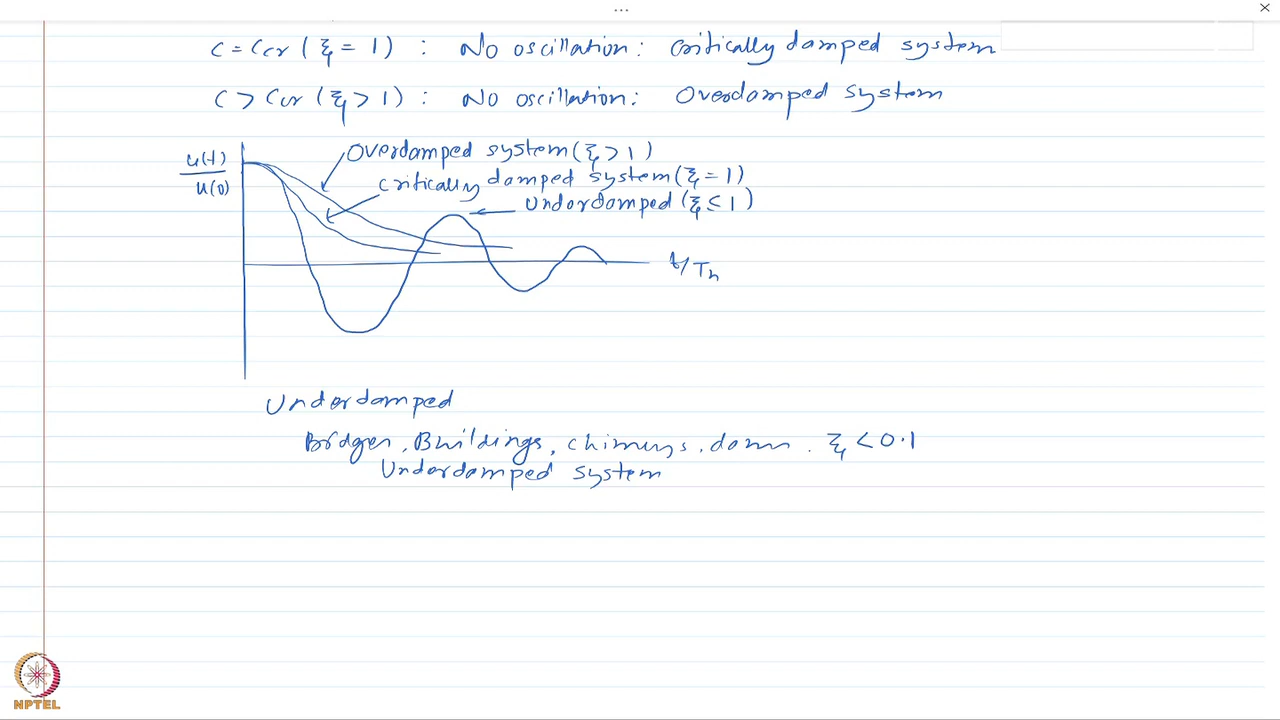 ...
C = Ccr (ξ = 1) : No oscillation : Critically damped system
C > Ccr (ξ > 1) : No oscillation : Overdamped system
u(t)
u(0)
Overdamped system (ξ > 1)
Critically damped system (ξ = 1)
Underdamped (ξ < 1)
t/Tn
Underdamped
Bridges, Buildings, chimneys, dams. ξ < 0.1
Underdamped system
NPTEL